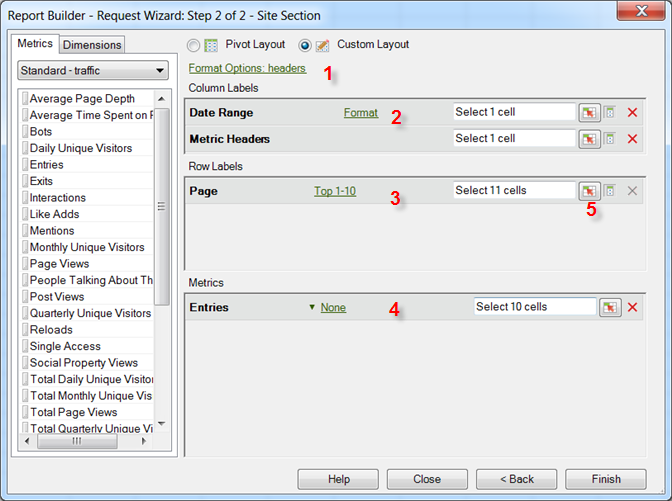 Report Builder - Request Wizard: Step 2 of 2 - Site Section
Metrics Dimensions
Pivot Layout Custom Layout
Standard - traffic
Format Options: headers 1
Column Labels
Date Range Format 2 Select 1 cell
Metric Headers Select 1 cell
Row Labels
Page Top 1-10 3 Select 11 cells
5
Metrics
Entries None 4 Select 10 cells
Average Page Depth
Average Time Spent on P
Bots
Daily Unique Visitors
Entries
Exits
Interactions
Like Adds
Mentions
Monthly Unique Visitors
Page Views
People Talking About Th
Post Views
Quarterly Unique Visitors
Reloads
Single Access
Social Property Views
Total Daily Unique Visitor
Total Monthly Unique Vis
Total Page Views
Total Quarterly Unique Vi
Help Close < Back Finish